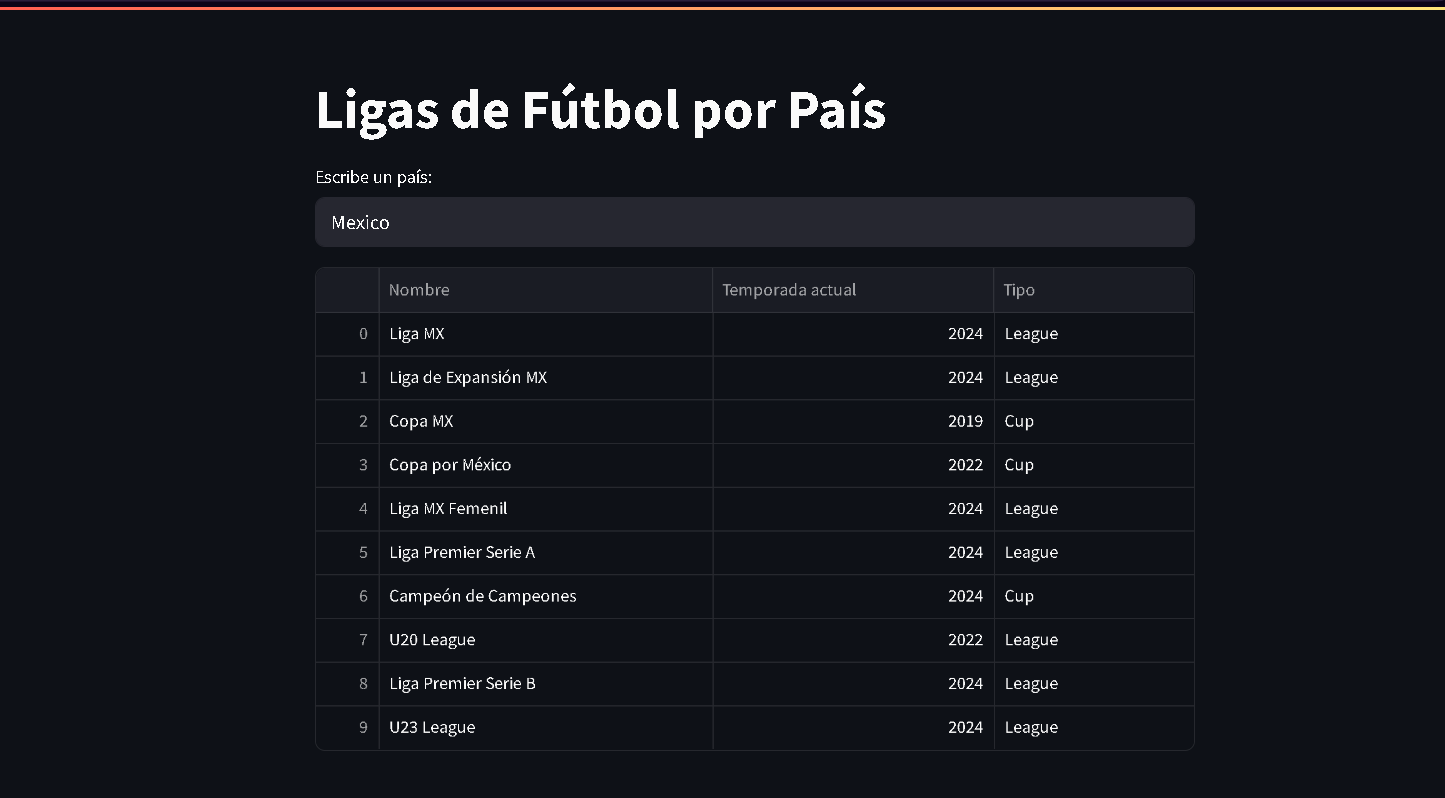 Ligas de Fútbol por País
Escribe un país:
Mexico
Nombre Temporada actual Tipo
0 Liga MX 2024 League
1 Liga de Expansión MX 2024 League
2 Copa MX 2019 Cup
3 Copa por México 2022 Cup
4 Liga MX Femenil 2024 League
5 Liga Premier Serie A 2024 League
6 Campeón de Campeones 2024 Cup
7 U20 League 2022 League
8 Liga Premier Serie B 2024 League
9 U23 League 2024 League